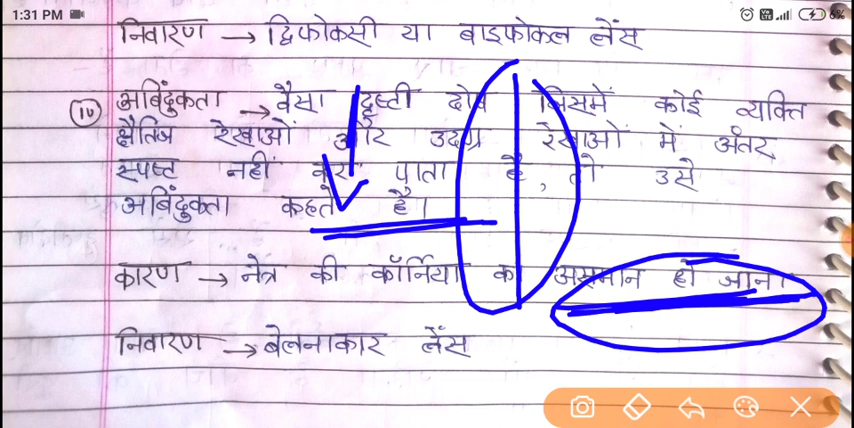 1:31 PM
6%
निवारण → द्विफोकसी या बाइफोकल लेंस
(iv) अबिंदुकता → वैसा दृष्टी दोष जिसमें कोई व्यक्ति
क्षैतिज रेखाओं और उदग्र रेखाओं में अंतर
स्पष्ट नहीं कर पाता है, तो उसे
अबिंदुकता कहते है।
कारण → नेत्र की कॉर्निया का असमान हो जाना।
निवारण → बेलनाकार लेंस